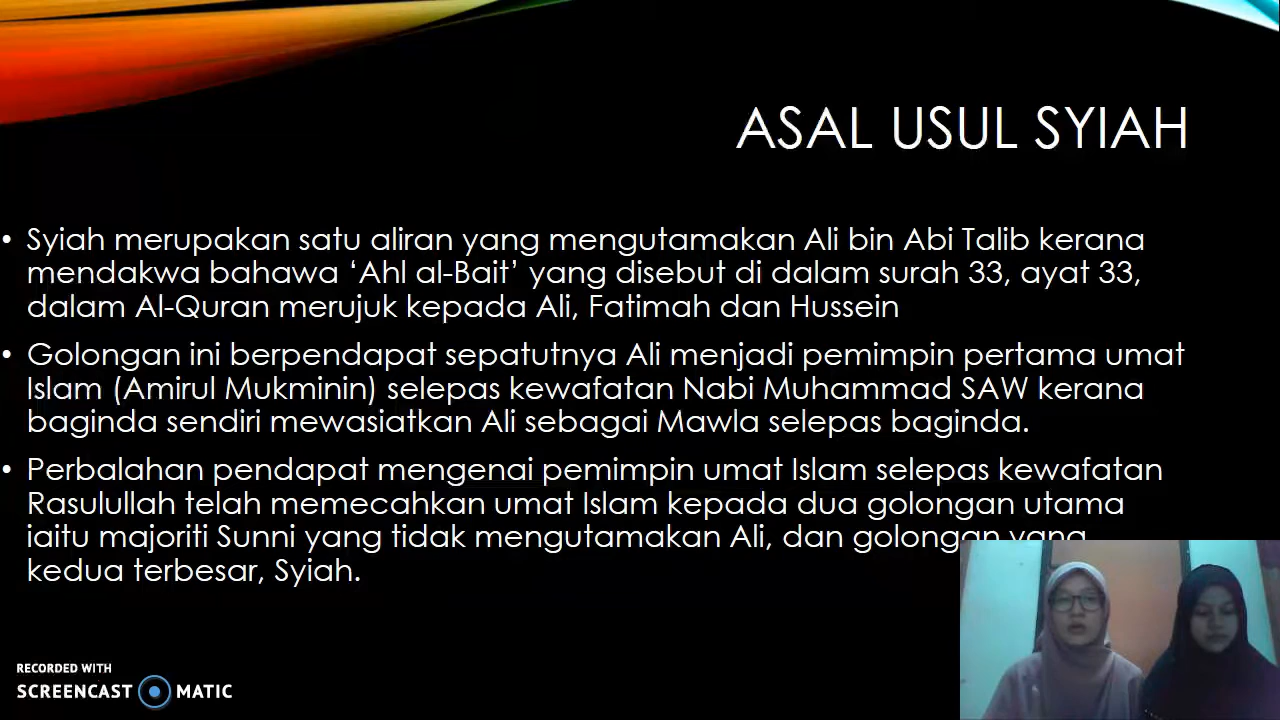 ASAL USUL SYIAH
• Syiah merupakan satu aliran yang mengutamakan Ali bin Abi Talib kerana
mendakwa bahawa ‘Ahl al-Bait’ yang disebut di dalam surah 33, ayat 33,
dalam Al-Quran merujuk kepada Ali, Fatimah dan Hussein
• Golongan ini berpendapat sepatutnya Ali menjadi pemimpin pertama umat
Islam (Amirul Mukminin) selepas kewafatan Nabi Muhammad SAW kerana
baginda sendiri mewasiatkan Ali sebagai Mawla selepas baginda.
• Perbalahan pendapat mengenai pemimpin umat Islam selepas kewafatan
Rasulullah telah memecahkan umat Islam kepada dua golongan utama
iaitu majoriti Sunni yang tidak mengutamakan Ali, dan golongan yang
kedua terbesar, Syiah.
RECORDED WITH
SCREENCAST MATIC